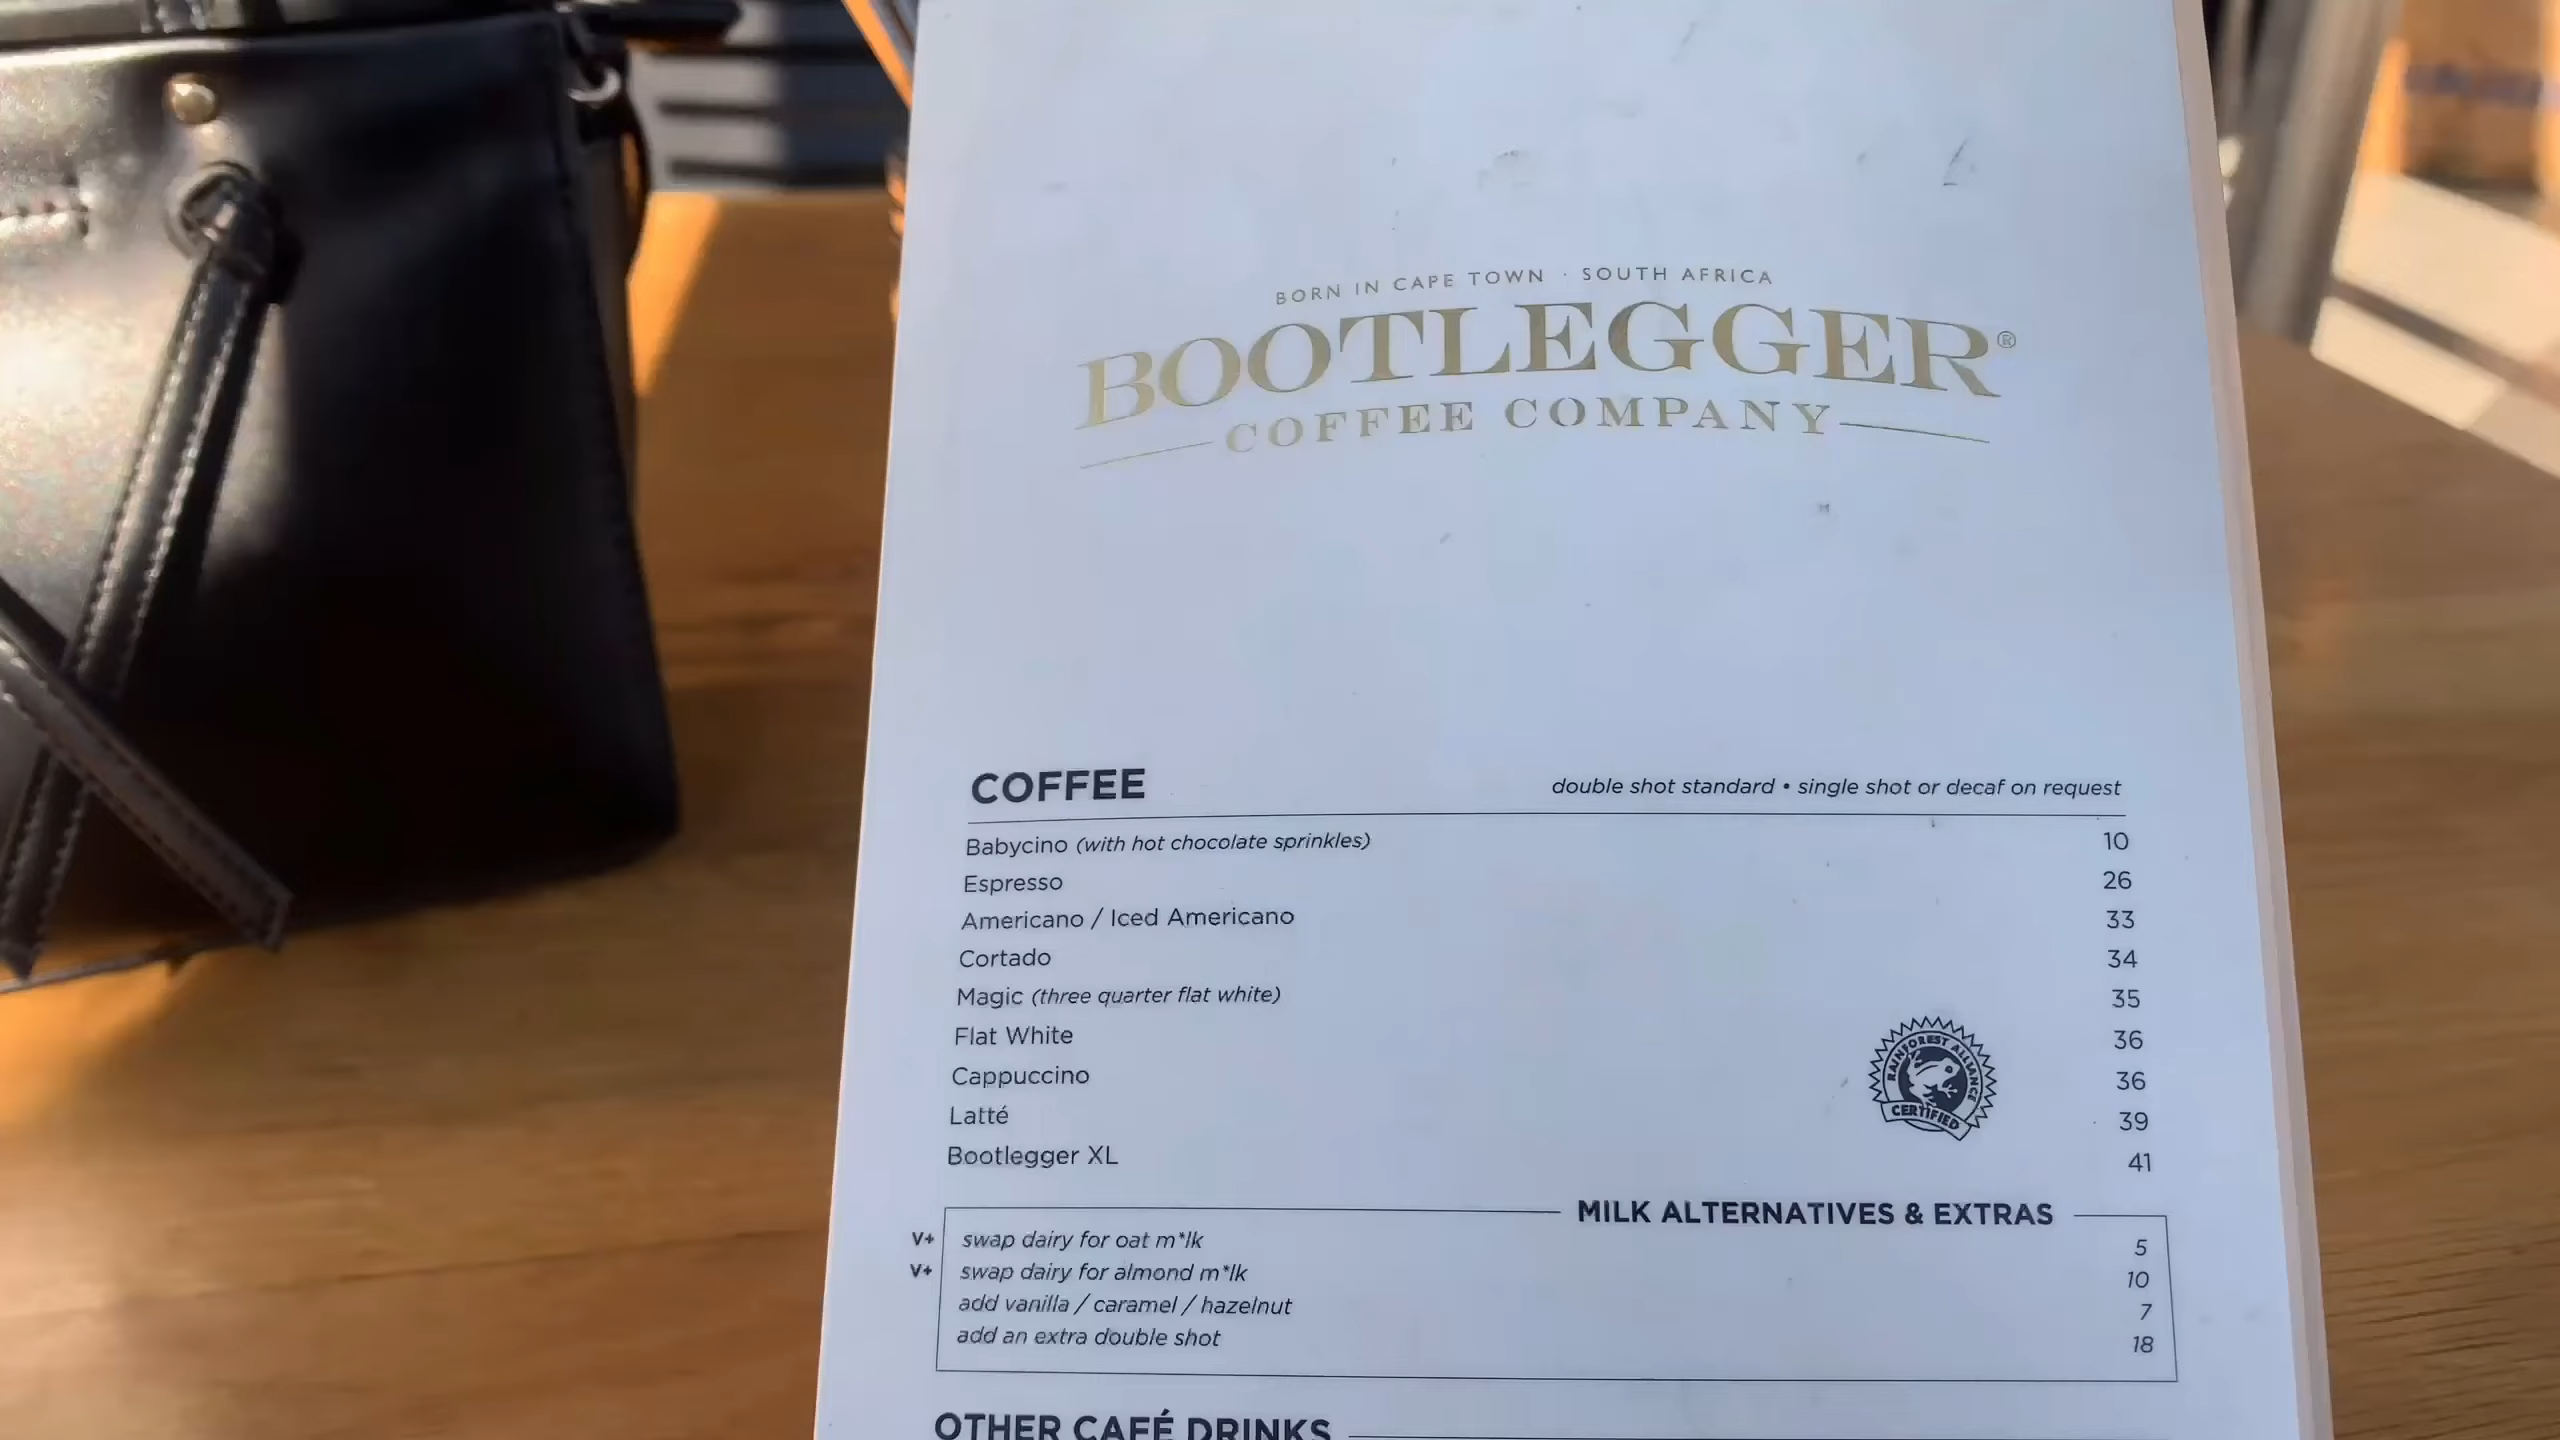 BORN IN CAPE TOWN · SOUTH AFRICA
BOOTLEGGER®
COFFEE COMPANY
COFFEE double shot standard • single shot or decaf on request
Babycino (with hot chocolate sprinkles) 10
Espresso 26
Americano / Iced Americano 33
Cortado 34
Magic (three quarter flat white) 35
Flat White 36
Cappuccino 36
Latté 39
Bootlegger XL 41
RAINFOREST ALLIANCE
CERTIFIED
MILK ALTERNATIVES & EXTRAS
V+ swap dairy for oat m*lk 5
V+ swap dairy for almond m*lk 10
add vanilla / caramel / hazelnut 7
add an extra double shot 18
OTHER CAFÉ DRINKS